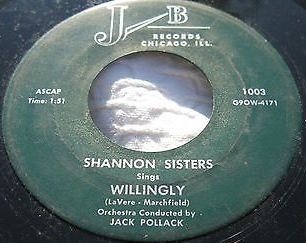 JB
RECORDS
CHICAGO, ILL.
ASCAP
Time: 1:51
1003
G9OW-4171
SHANNON SISTERS
Sings
WILLINGLY
(LaVere - Marchfield)
Orchestra Conducted by
JACK POLLACK